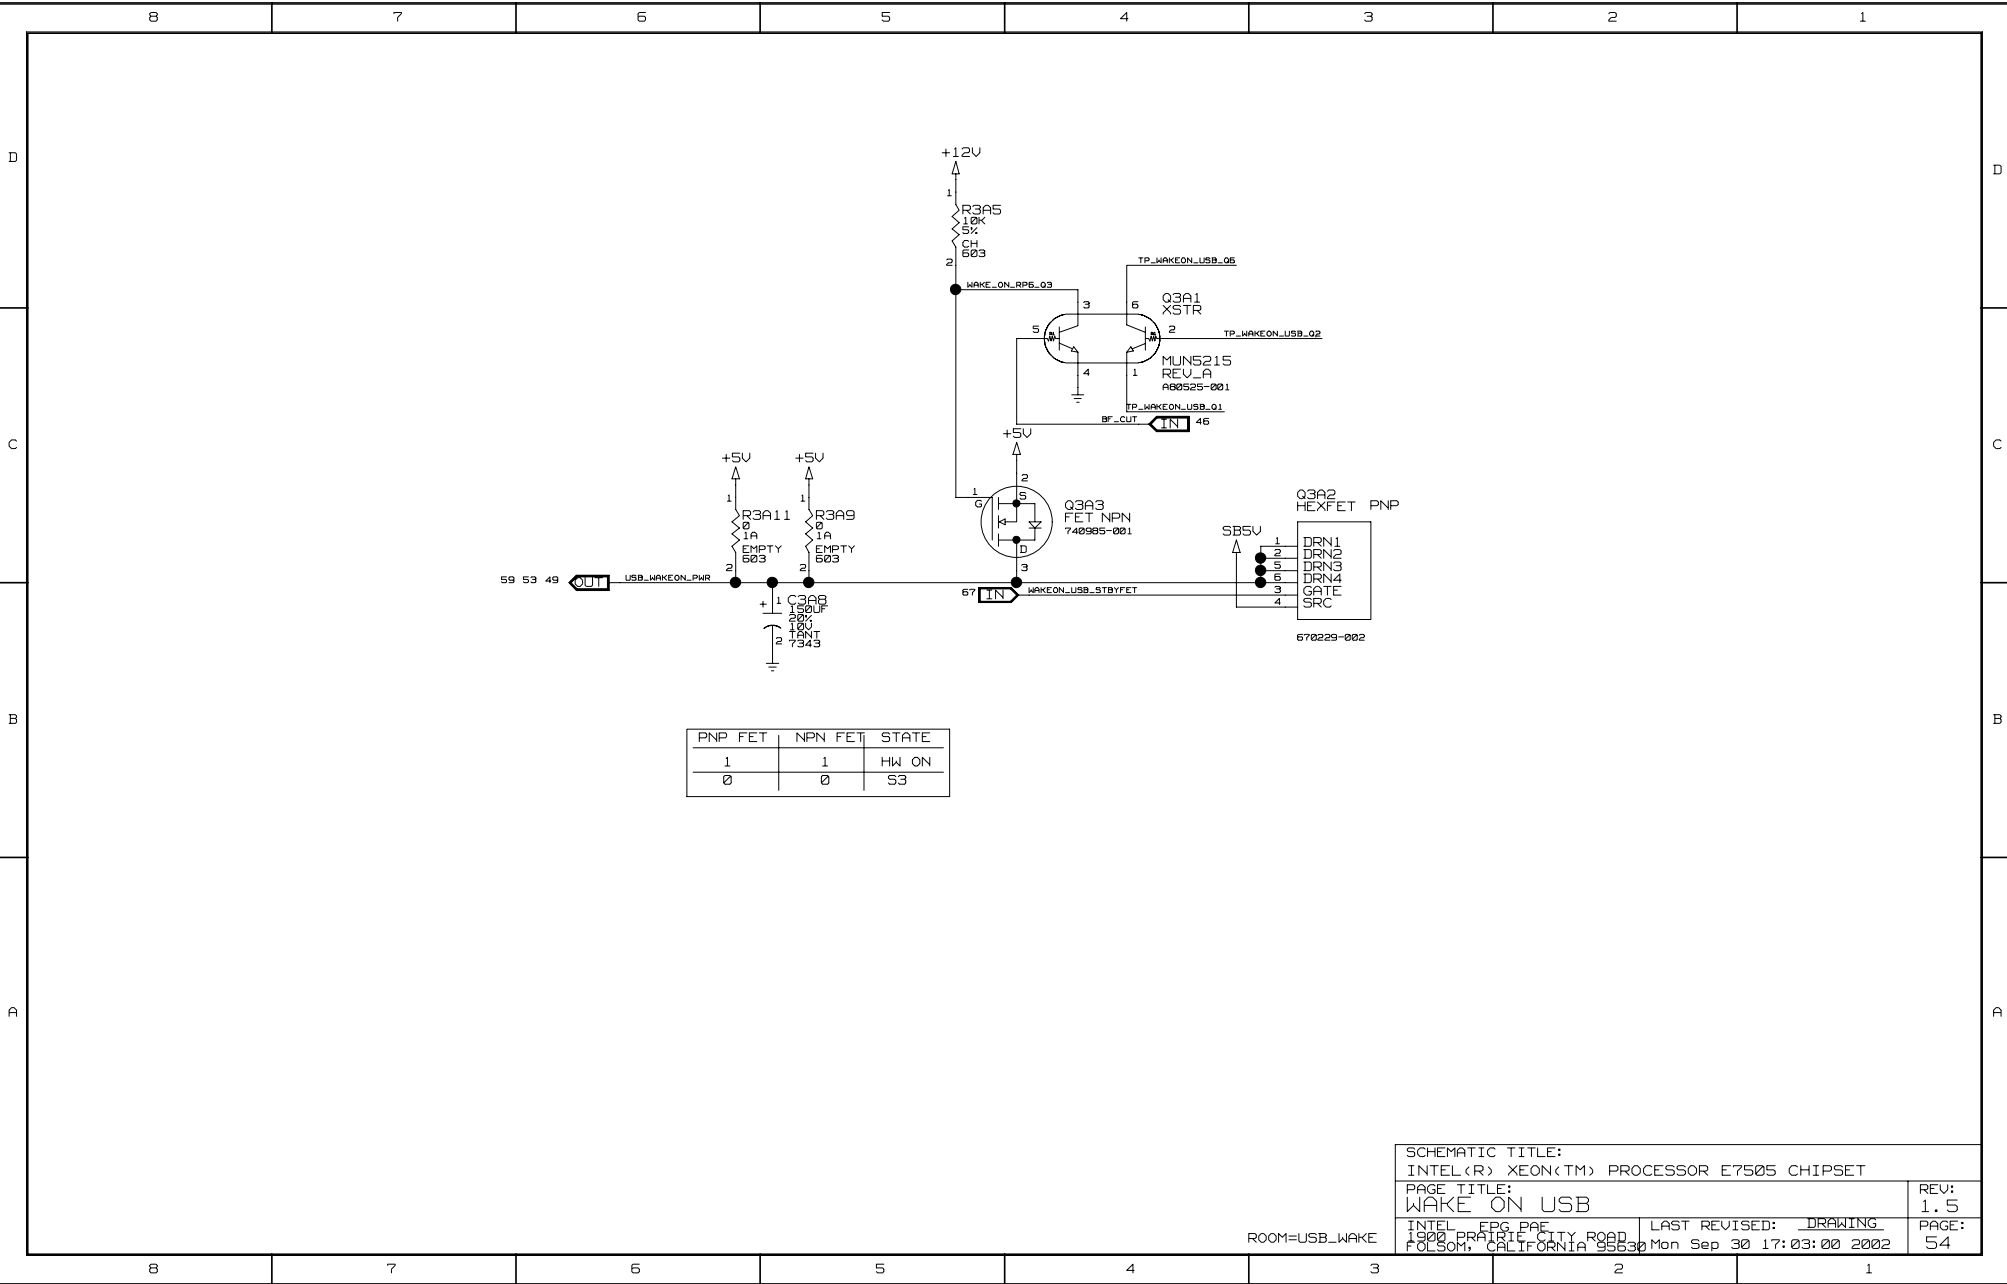 8 7 6 5 4 3 2 1
D
D
+12V
1
R3A5
10K
5%
CH
603
2
TP_WAKEON_USB_Q6
WAKE_ON_RP6_Q3
3
6
Q3A1
XSTR
5
2
TP_WAKEON_USB_Q2
4
1
MUN5215
REV_A
A80525-001
TP_WAKEON_USB_Q1
BF_CUT
IN
46
C
C
+5V
+5V
+5V
2
1
G
S
D
3
Q3A3
FET NPN
740985-001
1
R3A11
0
1A
EMPTY
603
2
1
R3A9
0
1A
EMPTY
603
2
Q3A2
HEXFET PNP
SB5V
1 DRN1
2 DRN2
5 DRN3
6 DRN4
3 GATE
4 SRC
670229-002
59 53 49
OUT
USB_WAKEON_PWR
67
IN
WAKEON_USB_STBYFET
+
1
C3A8
150UF
20%
10V
TANT
7343
2
B
B
PNP FET NPN FET STATE
1 1 HW ON
0 0 S3
A
A
SCHEMATIC TITLE:
INTEL(R) XEON(TM) PROCESSOR E7505 CHIPSET
PAGE TITLE:
WAKE ON USB
REV:
1.5
INTEL EPG PAE
1900 PRAIRIE CITY ROAD
FOLSOM, CALIFORNIA 95630
LAST REVISED: DRAWING
Mon Sep 30 17:03:00 2002
PAGE:
54
ROOM=USB_WAKE
8 7 6 5 4 3 2 1